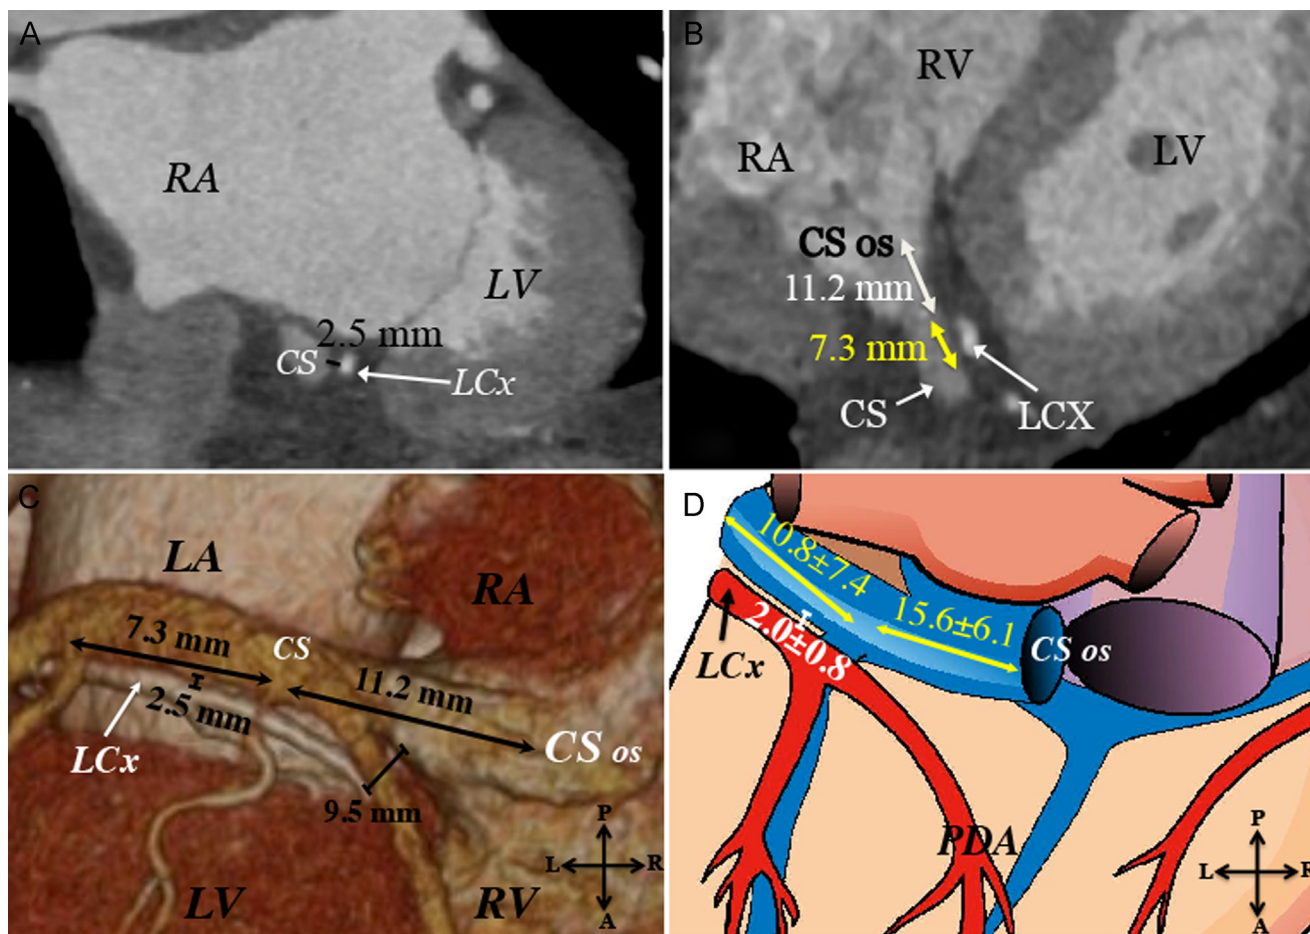 A
RA
LV
2.5 mm
CS
LCx
B
RV
RA
LV
CS os
11.2 mm
7.3 mm
CS
LCX
C
LA
RA
7.3 mm
CS
11.2 mm
2.5 mm
LCx
CS os
9.5 mm
P
L
R
A
LV
RV
D
10.8±7.4
15.6±6.1
2.0±0.8
CS os
LCx
PDA
P
L
R
A